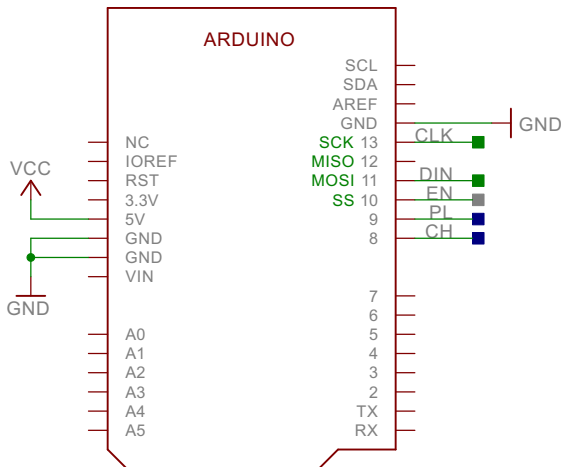 ARDUINO
SCL
SDA
AREF
GND
GND
NC
SCK 13
CLK
IOREF
MISO 12
VCC
RST
MOSI 11
DIN
3.3V
SS 10
EN
5V
9
PL
GND
8
CH
GND
VIN
GND
7
6
A0
5
A1
4
A2
3
A3
2
A4
TX
A5
RX